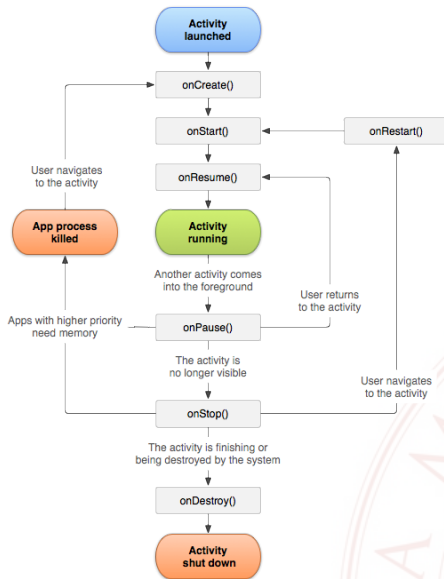 Activity
launched
onCreate()
onStart()
onRestart()
User navigates
to the activity
onResume()
App process
killed
Activity
running
Another activity comes
into the foreground
User returns
to the activity
Apps with higher priority
need memory
onPause()
The activity is
no longer visible
User navigates
to the activity
onStop()
The activity is finishing or
being destroyed by the system
onDestroy()
Activity
shut down